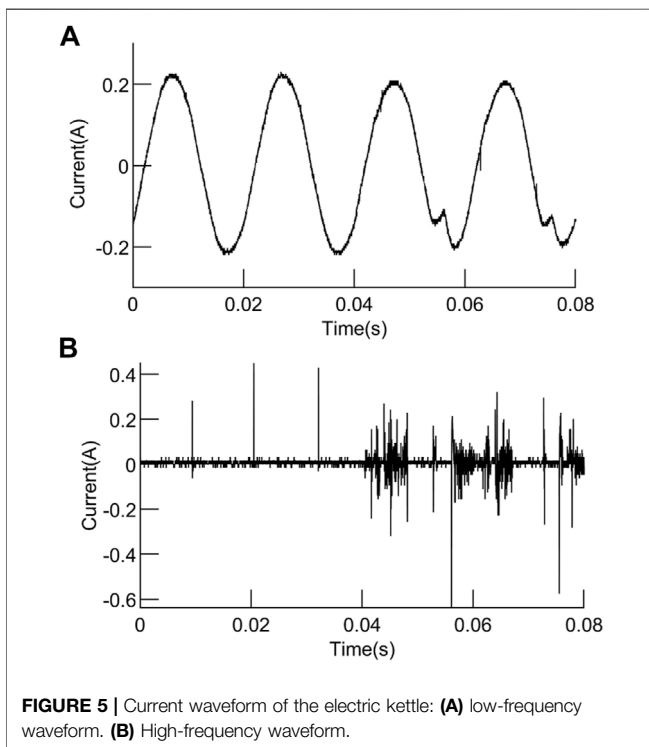 A
0.2
0
-0.2
Current(A)
0 0.02 0.04 0.06 0.08
Time(s)
B
0.4
0.2
0
-0.2
-0.4
-0.6
Current(A)
0 0.02 0.04 0.06 0.08
Time(s)
FIGURE 5 | Current waveform of the electric kettle: (A) low-frequency
waveform. (B) High-frequency waveform.